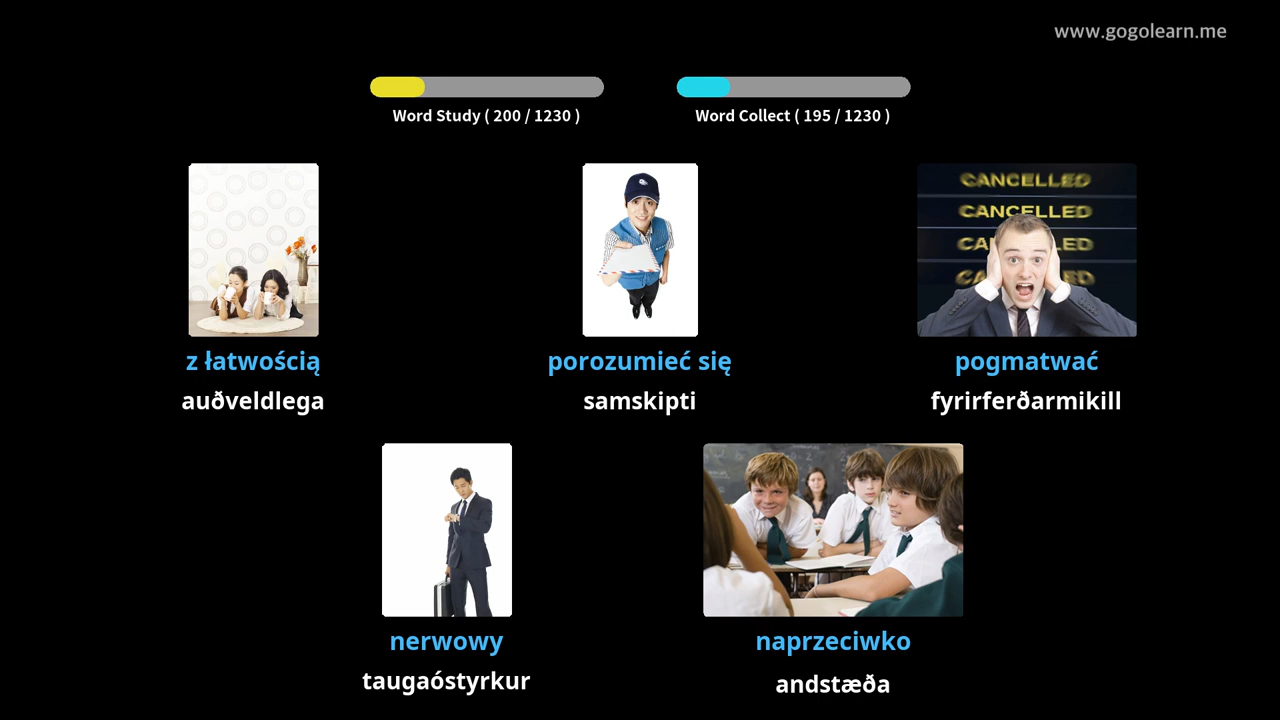 www.gogolearn.me
Word Study ( 200 / 1230 )
Word Collect ( 195 / 1230 )
CANCELLED
CANCELLED
z łatwością
auðveldlega
porozumieć się
samskipti
pogmatwać
fyrirferðarmikill
nerwowy
taugaóstyrkur
naprzeciwko
andstæða